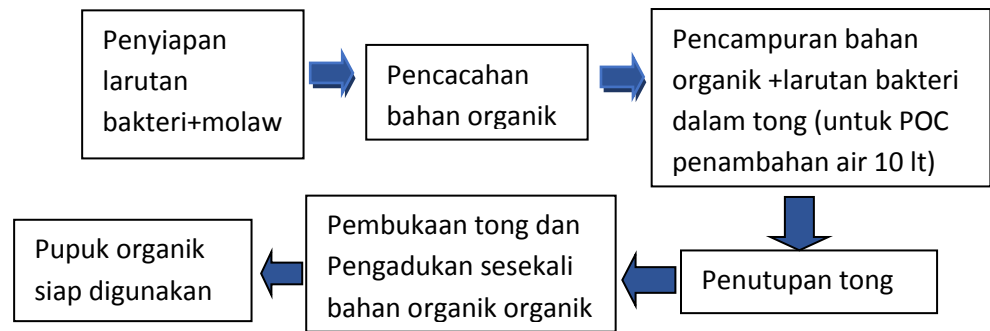 Penyiapan
larutan
bakteri+molaw
Pencacahan
bahan organik
Pencampuran bahan
organik +larutan bakteri
dalam tong (untuk POC
penambahan air 10 lt)
Penutupan tong
Pembukaan tong dan
Pengadukan sesekali
bahan organik organik
Pupuk organik
siap digunakan